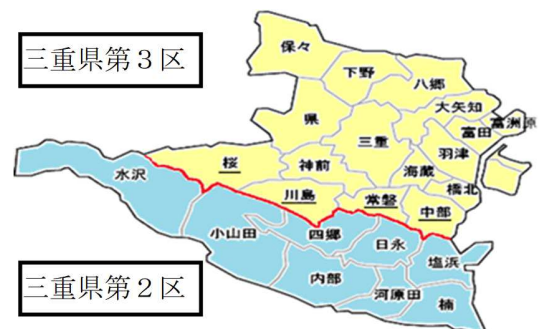 三重県第3区
保々
下野
八郷
大矢知
富洲原
富田
県
三重
羽津
海蔵
桜
神前
橋北
川島
常磐
中部
水沢
小山田
四郷
日永
塩浜
内部
河原田
楠
三重県第2区